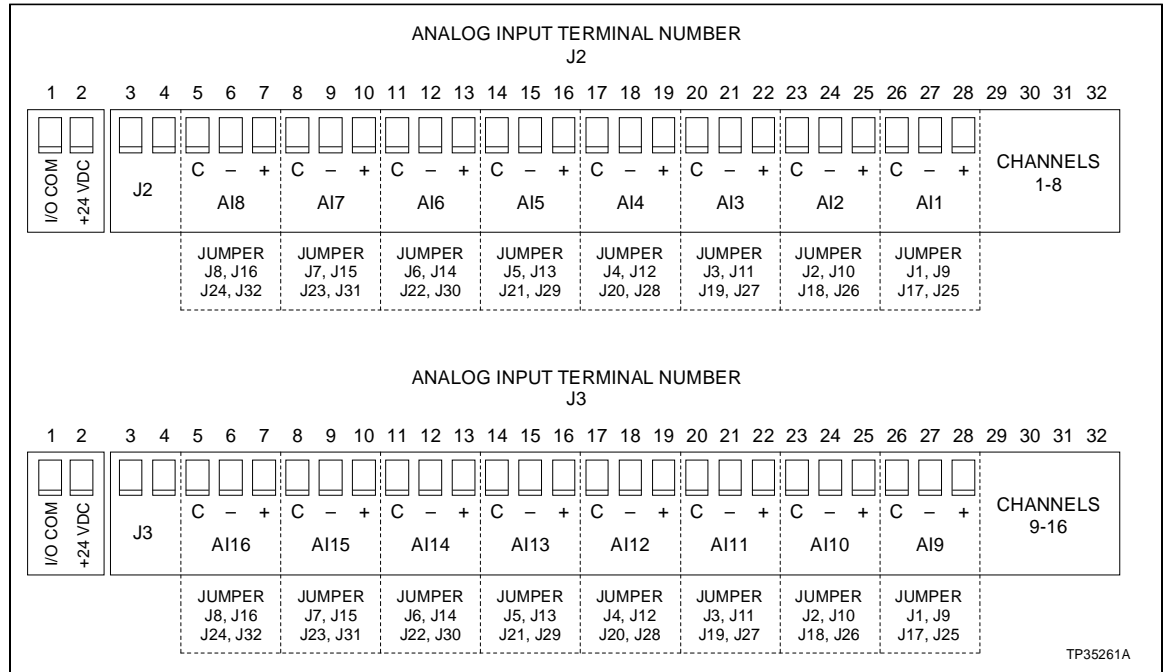 ANALOG INPUT TERMINAL NUMBER
J2
1 2 3 4 5 6 7 8 9 10 11 12 13 14 15 16 17 18 19 20 21 22 23 24 25 26 27 28 29 30 31 32
I/O COM
+24 VDC
J2
C – + C – + C – + C – + C – + C – + C – + C – +
AI8 AI7 AI6 AI5 AI4 AI3 AI2 AI1
CHANNELS
1-8
JUMPER JUMPER JUMPER JUMPER JUMPER JUMPER JUMPER JUMPER
J8, J16 J7, J15 J6, J14 J5, J13 J4, J12 J3, J11 J2, J10 J1, J9
J24, J32 J23, J31 J22, J30 J21, J29 J20, J28 J19, J27 J18, J26 J17, J25
ANALOG INPUT TERMINAL NUMBER
J3
1 2 3 4 5 6 7 8 9 10 11 12 13 14 15 16 17 18 19 20 21 22 23 24 25 26 27 28 29 30 31 32
I/O COM
+24 VDC
J3
C – + C – + C – + C – + C – + C – + C – + C – +
AI16 AI15 AI14 AI13 AI12 AI11 AI10 AI9
CHANNELS
9-16
JUMPER JUMPER JUMPER JUMPER JUMPER JUMPER JUMPER JUMPER
J8, J16 J7, J15 J6, J14 J5, J13 J4, J12 J3, J11 J2, J10 J1, J9
J24, J32 J23, J31 J22, J30 J21, J29 J20, J28 J19, J27 J18, J26 J17, J25
TP35261A